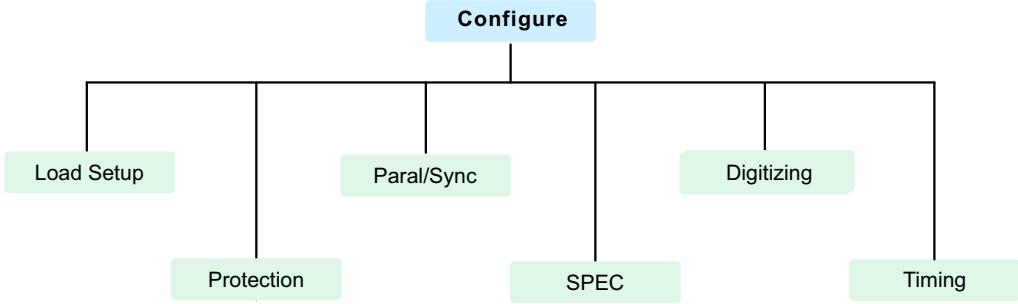 Configure
Load Setup
Paral/Sync
Digitizing
Protection
SPEC
Timing